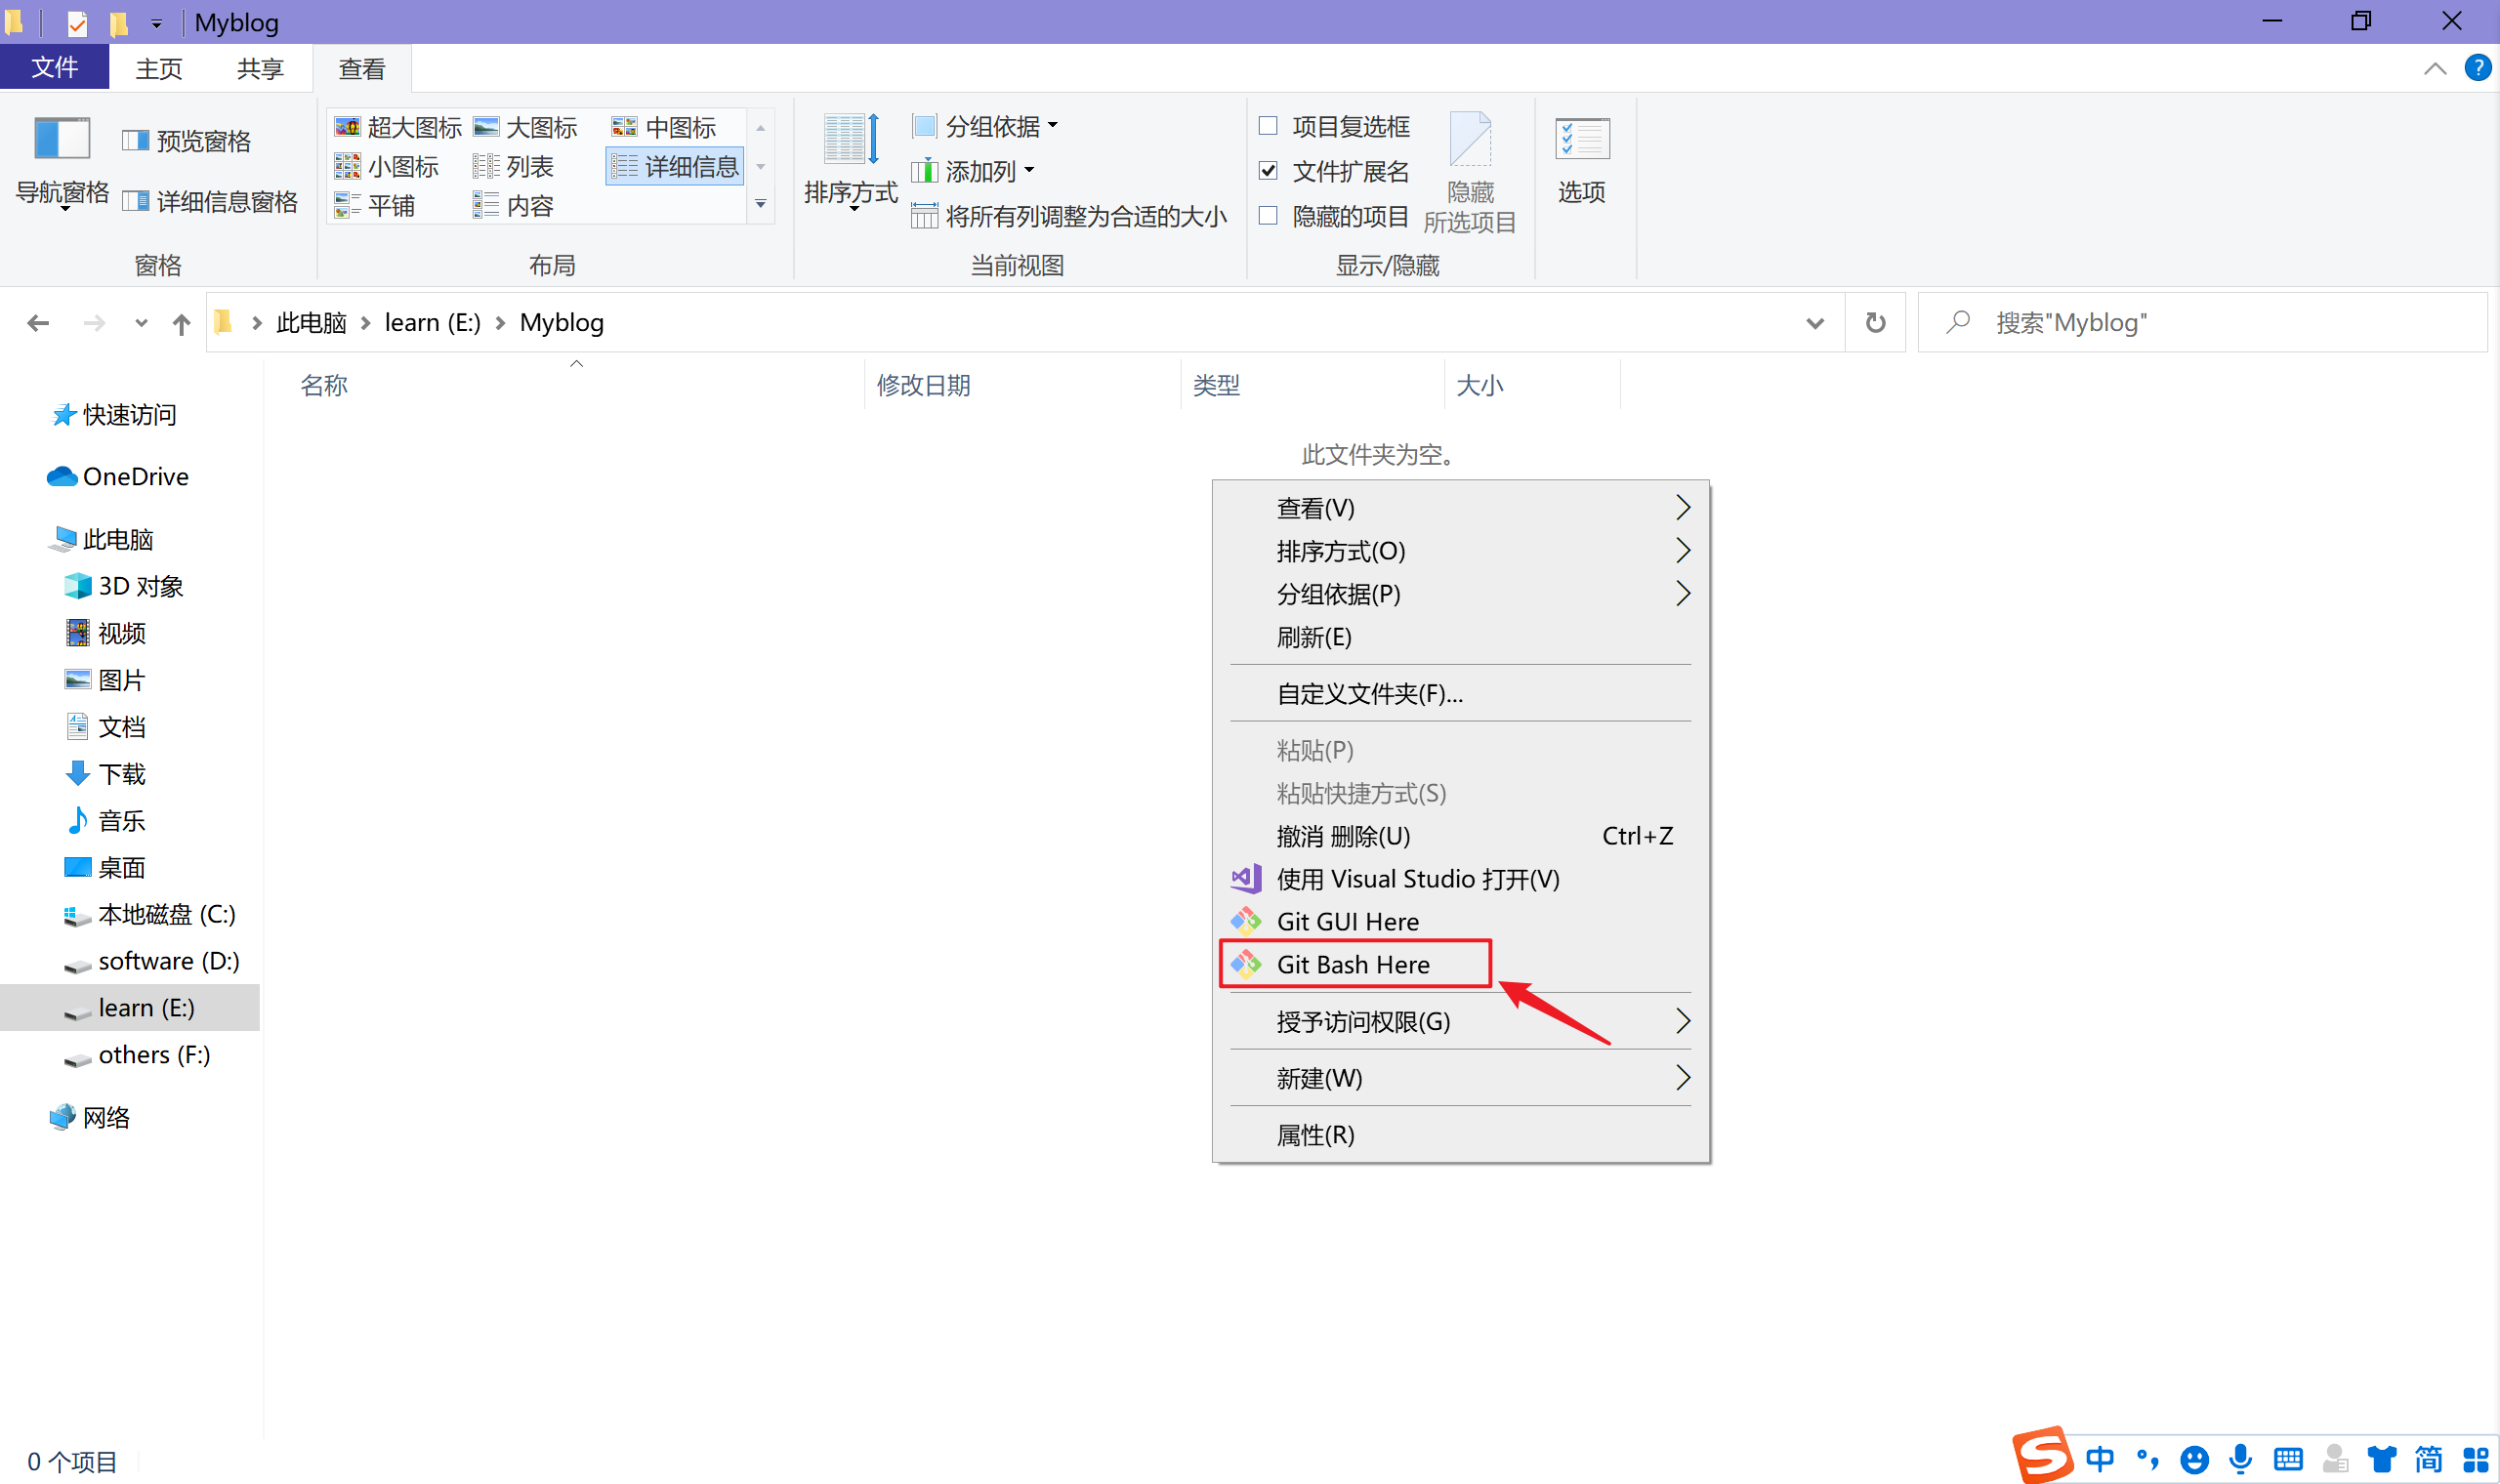 Myblog
文件 主页 共享 查看
导航窗格
预览窗格
详细信息窗格
窗格
超大图标 大图标 中图标
小图标 列表 详细信息
平铺 内容
布局
排序方式
分组依据
添加列
将所有列调整为合适的大小
当前视图
项目复选框
文件扩展名
隐藏的项目
隐藏
所选项目
显示/隐藏
选项
此电脑 learn (E:) Myblog
搜索"Myblog"
名称 修改日期 类型 大小
此文件夹为空。
快速访问
OneDrive
此电脑
3D 对象
视频
图片
文档
下载
音乐
桌面
本地磁盘 (C:)
software (D:)
learn (E:)
others (F:)
网络
查看(V)
排序方式(O)
分组依据(P)
刷新(E)
自定义文件夹(F)...
粘贴(P)
粘贴快捷方式(S)
撤消 删除(U) Ctrl+Z
使用 Visual Studio 打开(V)
Git GUI Here
Git Bash Here
授予访问权限(G)
新建(W)
属性(R)
0 个项目
中 简